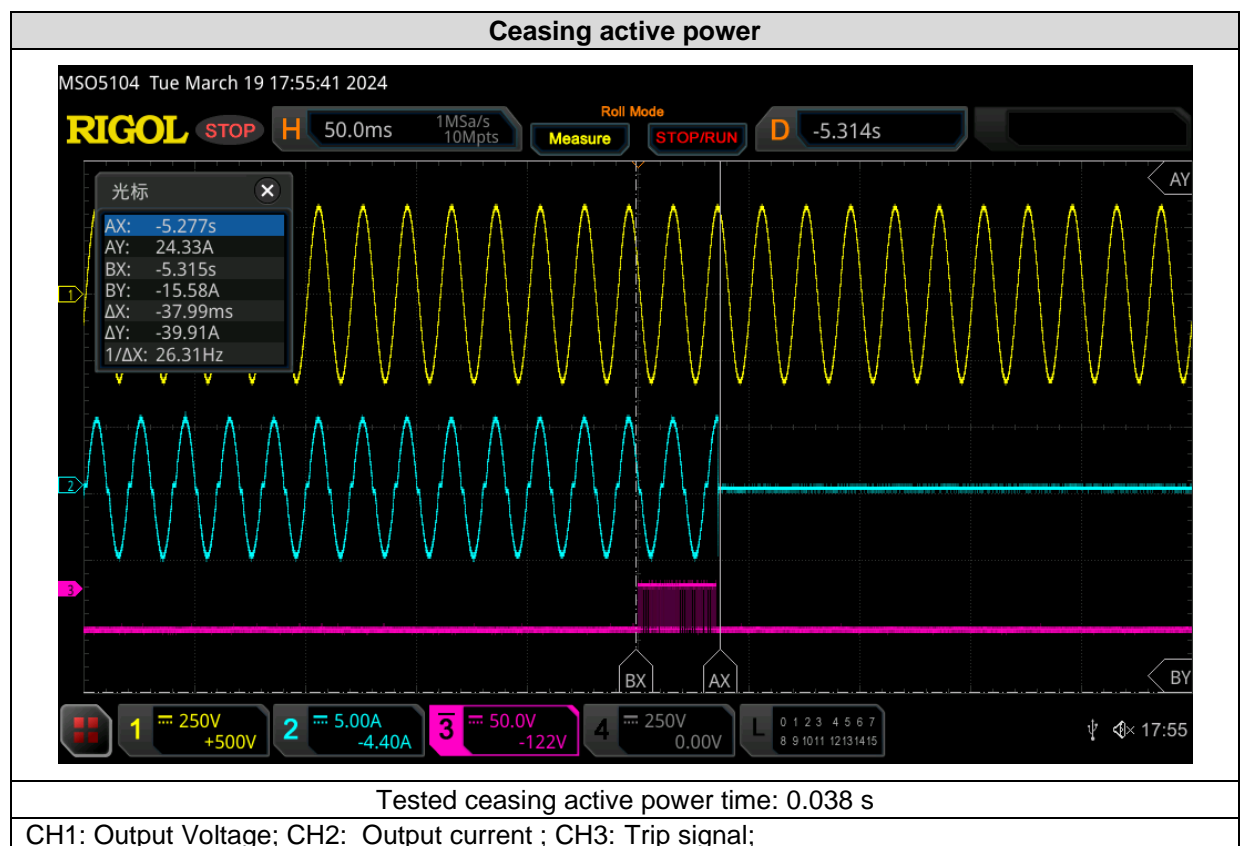 Ceasing active power
MSO5104 Tue March 19 17:55:41 2024
RIGOL STOP H 50.0ms 1MSa/s 10Mpts Roll Mode Measure STOP/RUN D -5.314s
AY
光标
AX: -5.277s
AY: 24.33A
BX: -5.315s
BY: -15.58A
ΔX: -37.99ms
ΔY: -39.91A
1/ΔX: 26.31Hz
1
2
3
BX AX BY
1 250V +500V 2 5.00A -4.40A 3 50.0V -122V 4 250V 0.00V L 0 1 2 3 4 5 6 7 8 9 10 11 12 13 14 15 17:55
Tested ceasing active power time: 0.038 s
CH1: Output Voltage; CH2: Output current ; CH3: Trip signal;